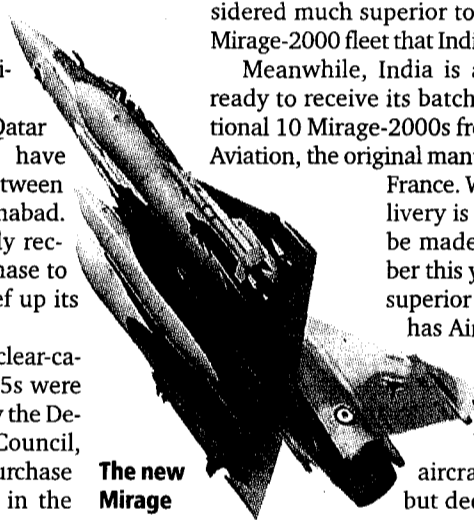 sidered much superior to
Mirage-2000 fleet that Indi
Meanwhile, India is a
ready to receive its batch
tional 10 Mirage-2000s fr
Aviation, the original man
France. W
livery is
be made
ber this y
superior
has Air
aircra
but dec
i-
Qatar
have
tween
nabad.
ly rec-
hase to
ef up its
clear-ca-
5s were
y the De-
Council,
urchase
in the
The new
Mirage